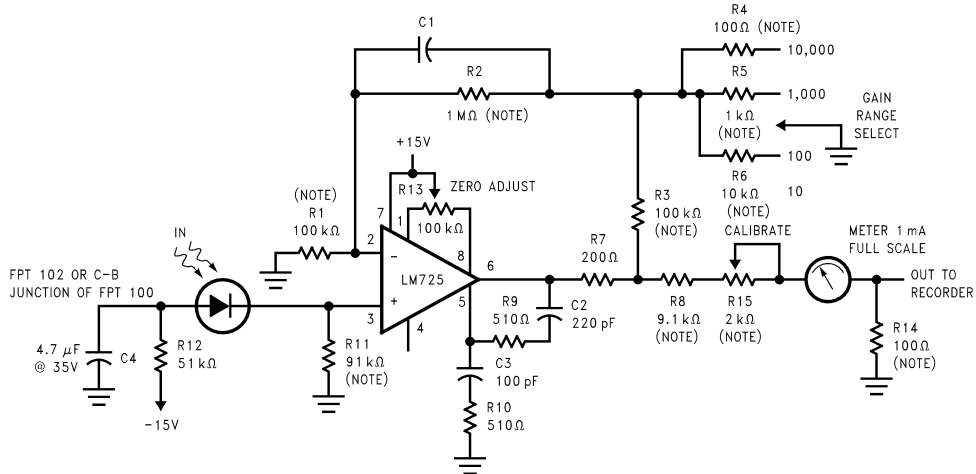 R4
100Ω (NOTE)
10,000
C1
R2
1 MΩ (NOTE)
R5
1,000
1 kΩ
(NOTE)
GAIN
RANGE
SELECT
100
R6
10 kΩ
(NOTE)
10
+15V
R13
ZERO ADJUST
100 kΩ
(NOTE)
R1
100 kΩ
7
1
2
−
8
LM725
6
+
3
5
4
R3
100 kΩ
(NOTE)
CALIBRATE
METER 1 mA
FULL SCALE
IN
FPT 102 OR C-B
JUNCTION OF FPT 100
R7
200Ω
OUT TO
RECORDER
R9
510Ω
C2
220 pF
R8
9.1 kΩ
(NOTE)
R15
2 kΩ
(NOTE)
R14
100Ω
(NOTE)
4.7 μF
@ 35V
C4
R12
51 kΩ
−15V
R11
91 kΩ
(NOTE)
C3
100 pF
R10
510Ω